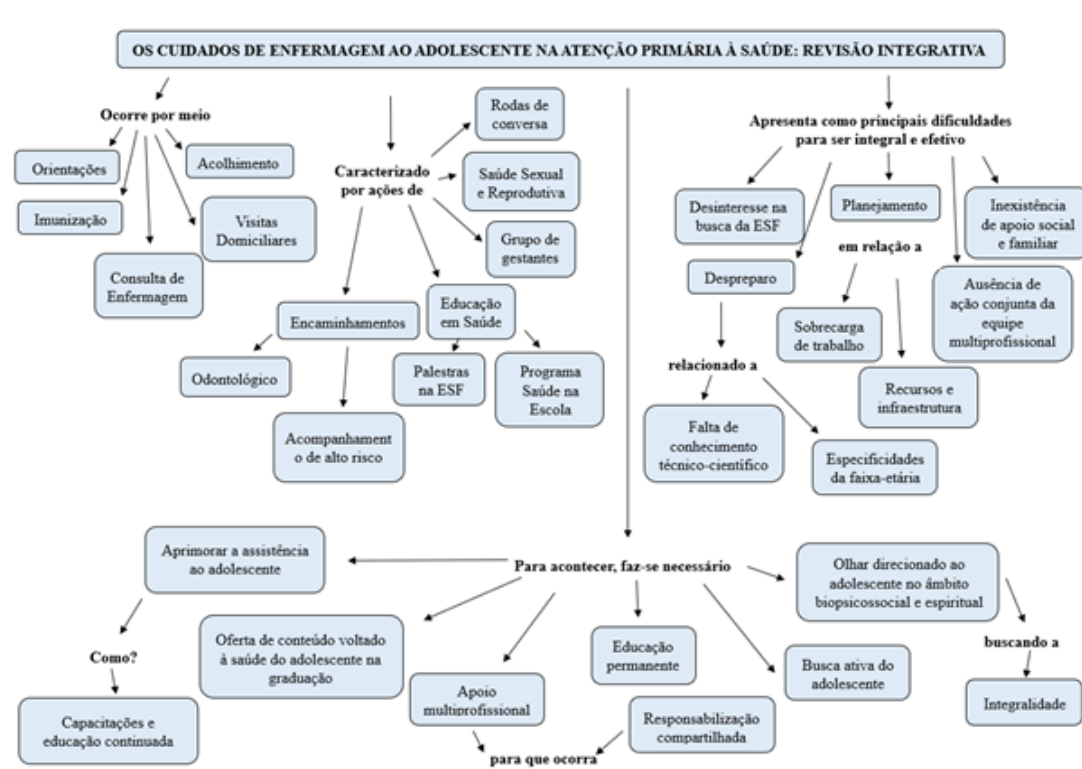 OS CUIDADOS DE ENFERMAGEM AO ADOLESCENTE NA ATENÇÃO PRIMÁRIA À SAÚDE: REVISÃO INTEGRATIVA
Ocorre por meio
Orientações
Acolhimento
Imunização
Visitas
Domiciliares
Consulta de
Enfermagem
Caracterizado
por ações de
Rodas de
conversa
Saúde Sexual
e Reprodutiva
Grupo de
gestantes
Encaminhamentos
Educação
em Saúde
Odontológico
Palestras
na ESF
Programa
Saúde na
Escola
Acompanhament
o de alto risco
Apresenta como principais dificuldades
para ser integral e efetivo
Desinteresse na
busca da ESF
Planejamento
Inexistência
de apoio social
e familiar
em relação a
Despreparo
Ausência de
ação conjunta da
equipe
multiprofissional
Sobrecarga
de trabalho
relacionado a
Recursos e
infraestrutura
Falta de
conhecimento
técnico-científico
Especificidades
da faixa-etária
Para acontecer, faz-se necessário
Aprimorar a assistência
ao adolescente
Olhar direcionado ao
adolescente no âmbito
biopsicossocial e espiritual
Como?
Oferta de conteúdo voltado
à saúde do adolescente na
graduação
Educação
permanente
Busca ativa do
adolescente
buscando a
Integralidade
Capacitações e
educação continuada
Apoio
multiprofissional
Responsabilização
compartilhada
para que ocorra